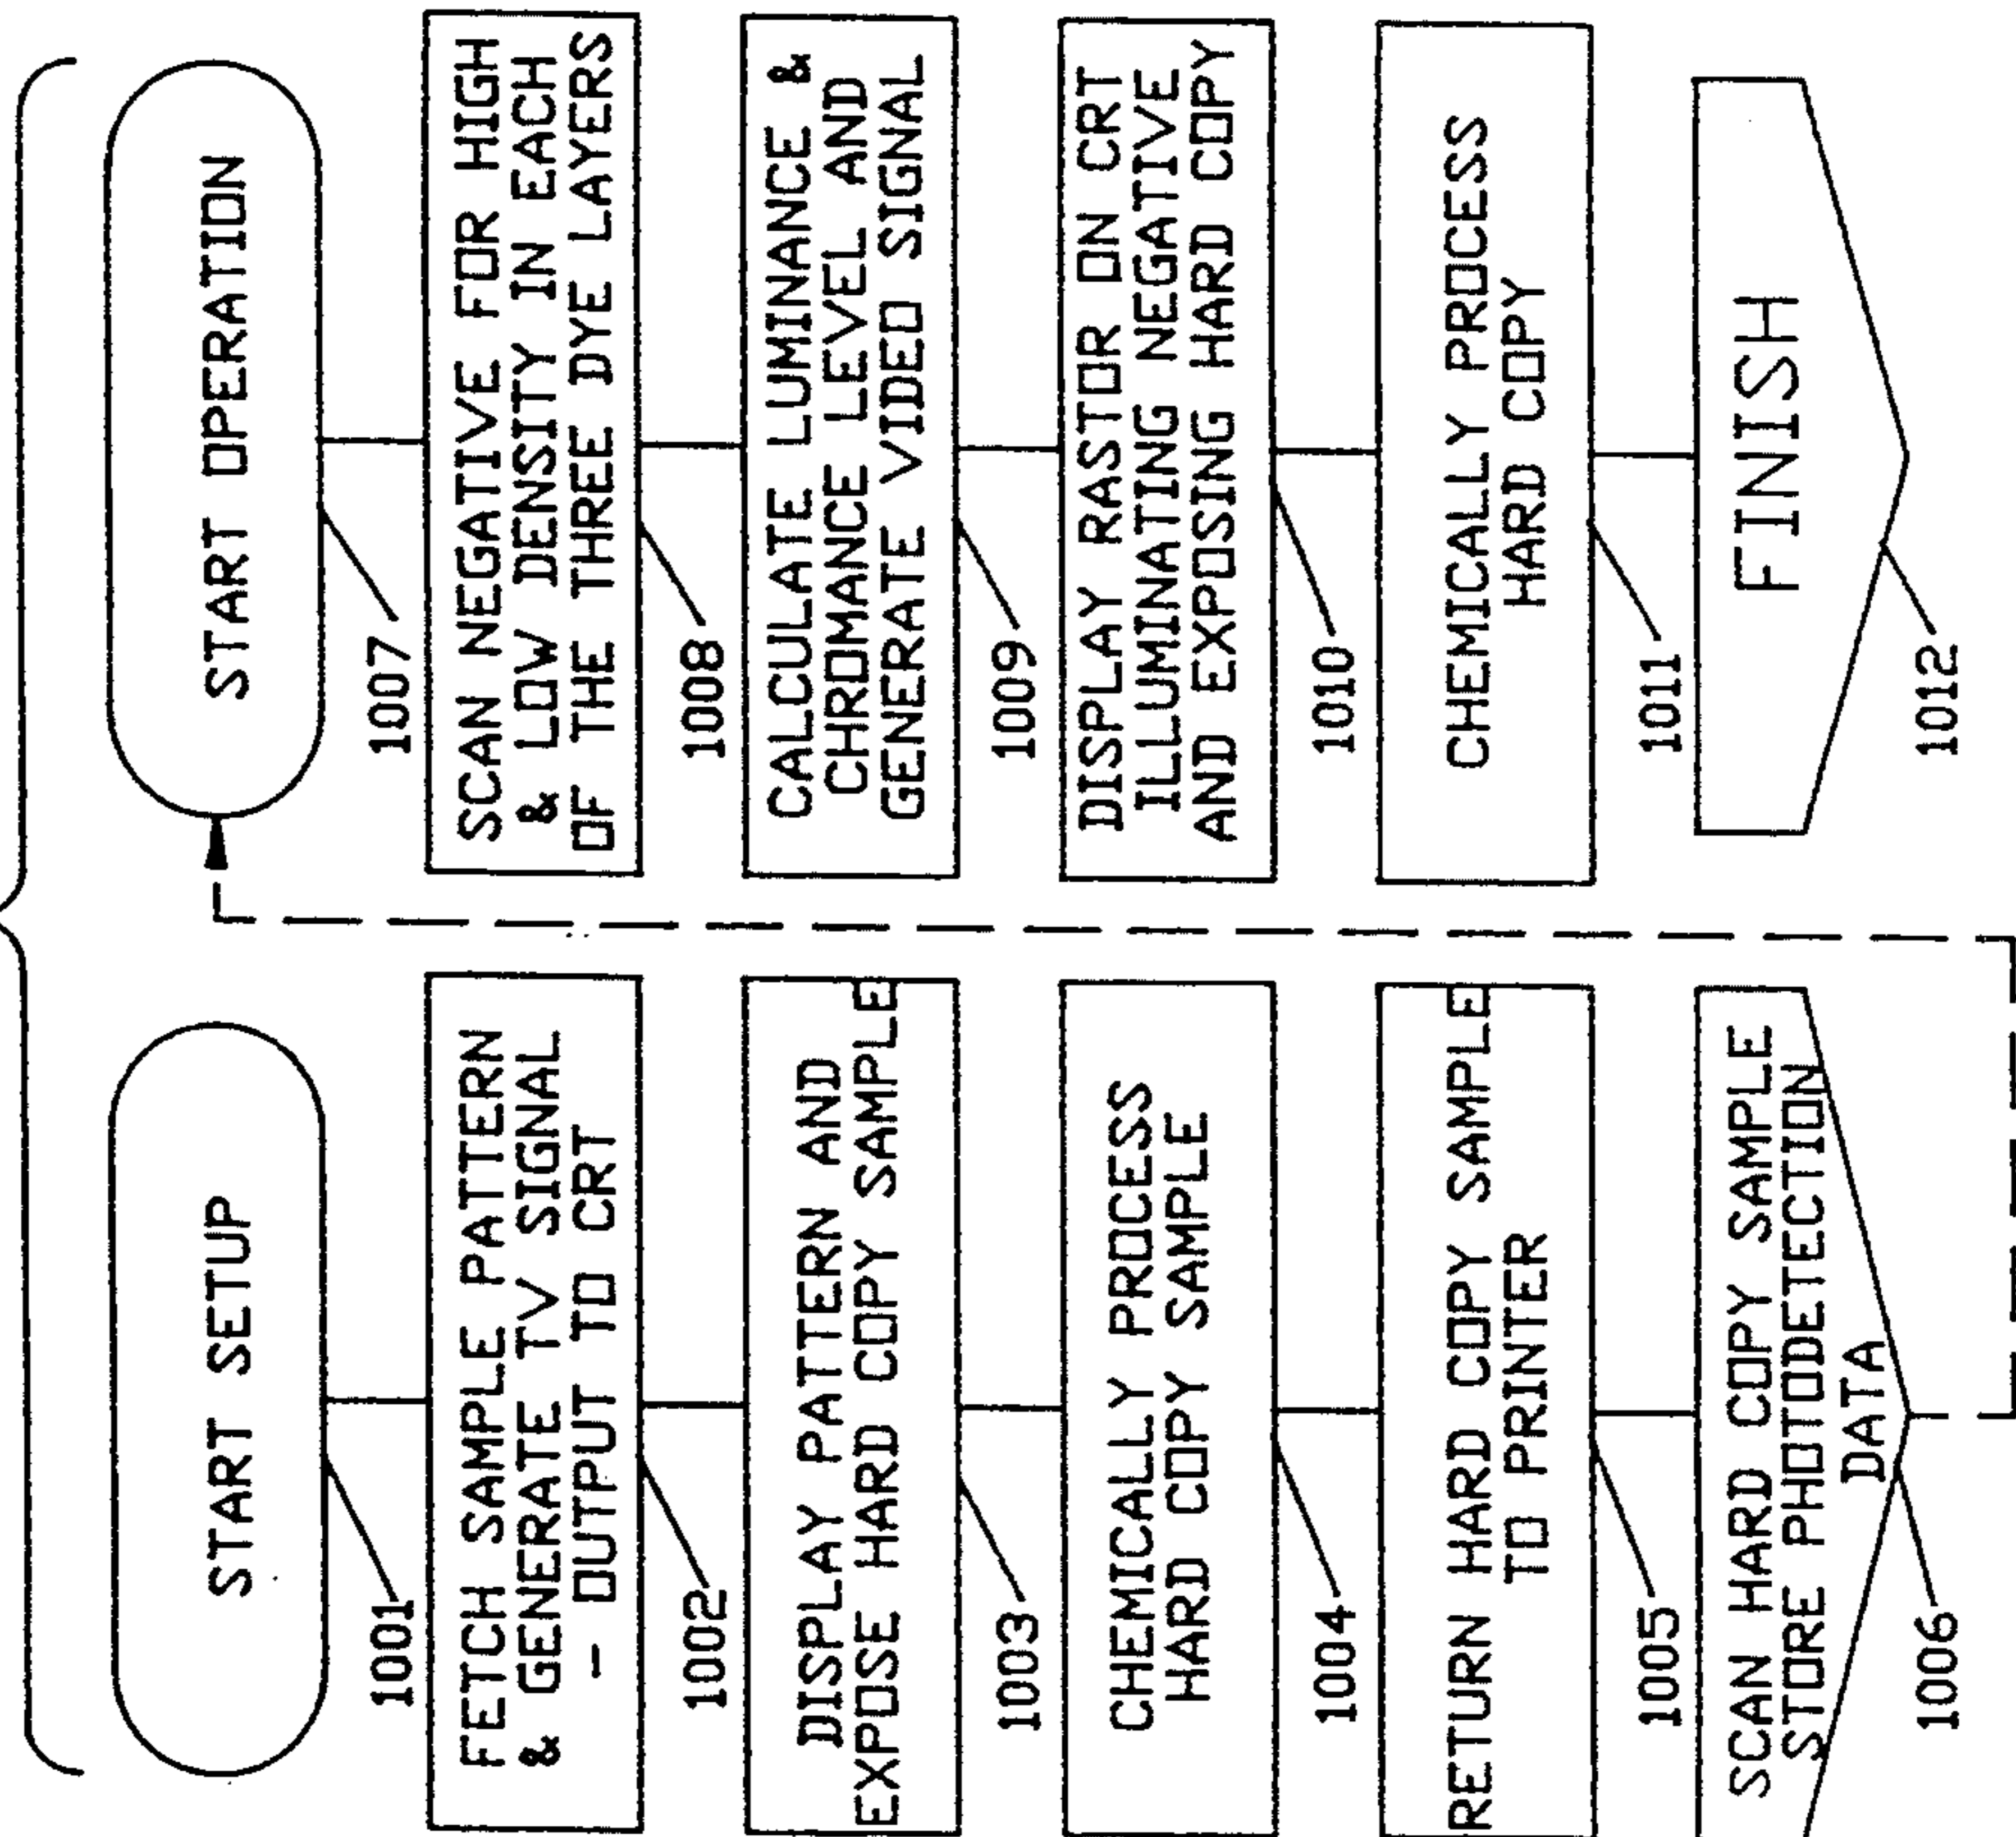 START SETUP
1001
FETCH SAMPLE PATTERN
& GENERATE TV SIGNAL
- OUTPUT TO CRT
1002
DISPLAY PATTERN AND
EXPOSE HARD COPY SAMPLE
1003
CHEMICALLY PROCESS
HARD COPY SAMPLE
1004
RETURN HARD COPY SAMPLE
TO PRINTER
1005
SCAN HARD COPY SAMPLE
STORE PHOTODETECTION
DATA
1006
START OPERATION
1007
SCAN NEGATIVE FOR HIGH
& LOW DENSITY IN EACH
OF THE THREE DYE LAYERS
1008
CALCULATE LUMINANCE &
CHROMANCE LEVEL AND
GENERATE VIDEO SIGNAL
1009
DISPLAY RASTOR ON CRT
ILLUMINATING NEGATIVE
AND EXPOSING HARD COPY
1010
CHEMICALLY PROCESS
HARD COPY
1011
FINISH
1012